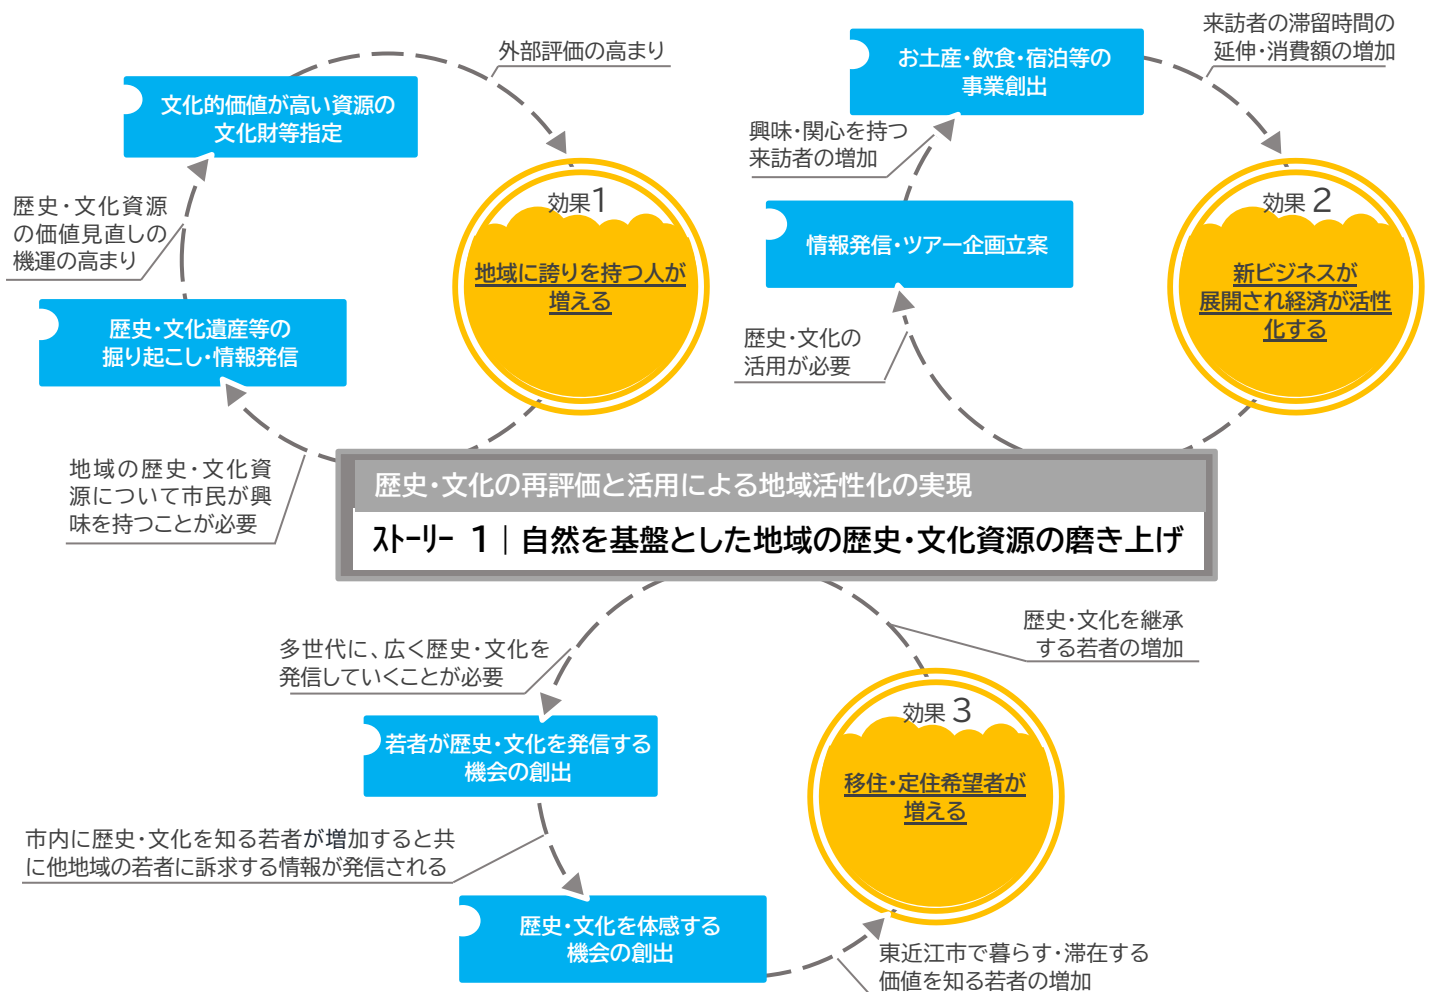 外部評価の高まり
文化的価値が高い資源の
文化財等指定
歴史・文化資源
の価値見直しの
機運の高まり
歴史・文化遺産等の
掘り起こし・情報発信
地域の歴史・文化資
源について市民が興
味を持つことが必要
効果1
地域に誇りを持つ人が
増える
来訪者の滞留時間の
延伸・消費額の増加
お土産・飲食・宿泊等の
事業創出
興味・関心を持つ
来訪者の増加
情報発信・ツアー企画立案
歴史・文化の
活用が必要
効果 2
新ビジネスが
展開され経済が活性
化する
歴史・文化の再評価と活用による地域活性化の実現
ｽﾄｰﾘｰ 1｜自然を基盤とした地域の歴史・文化資源の磨き上げ
多世代に、広く歴史・文化を
発信していくことが必要
若者が歴史・文化を発信する
機会の創出
市内に歴史・文化を知る若者が増加すると共
に他地域の若者に訴求する情報が発信される
歴史・文化を体感する
機会の創出
東近江市で暮らす・滞在する
価値を知る若者の増加
効果 3
移住・定住希望者が
増える
歴史・文化を継承
する若者の増加